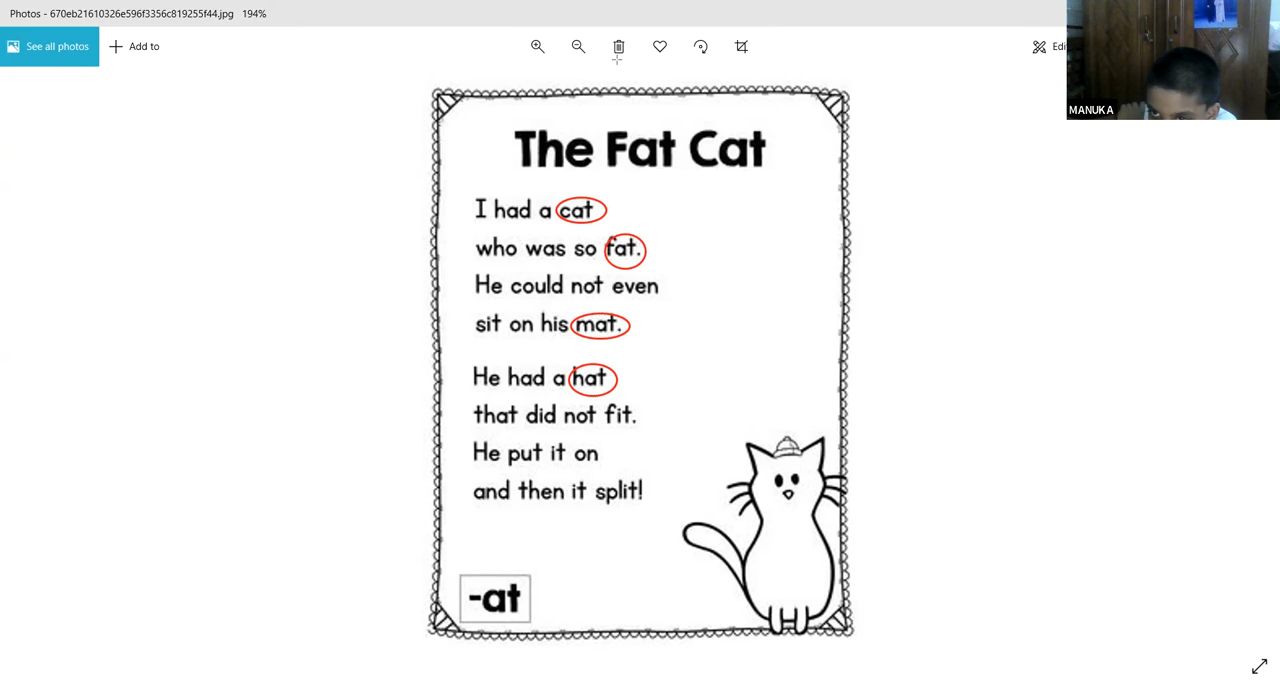 Photos - 670eb21610326e596f3356c819255f44.jpg 194%
See all photos
Add to
MANUKA
The Fat Cat
I had a cat
who was so fat.
He could not even
sit on his mat.
He had a hat
that did not fit.
He put it on
and then it split!
-at